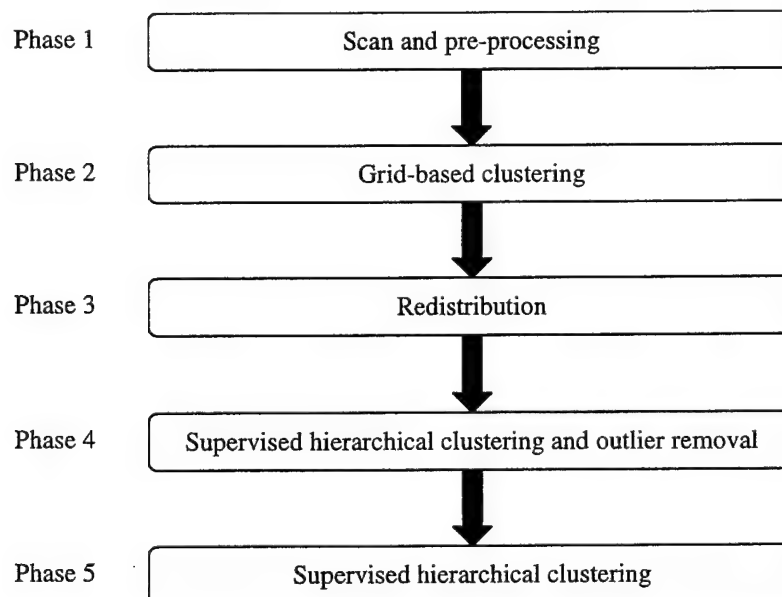 Phase 1 Scan and pre-processing
Phase 2 Grid-based clustering
Phase 3 Redistribution
Phase 4 Supervised hierarchical clustering and outlier removal
Phase 5 Supervised hierarchical clustering